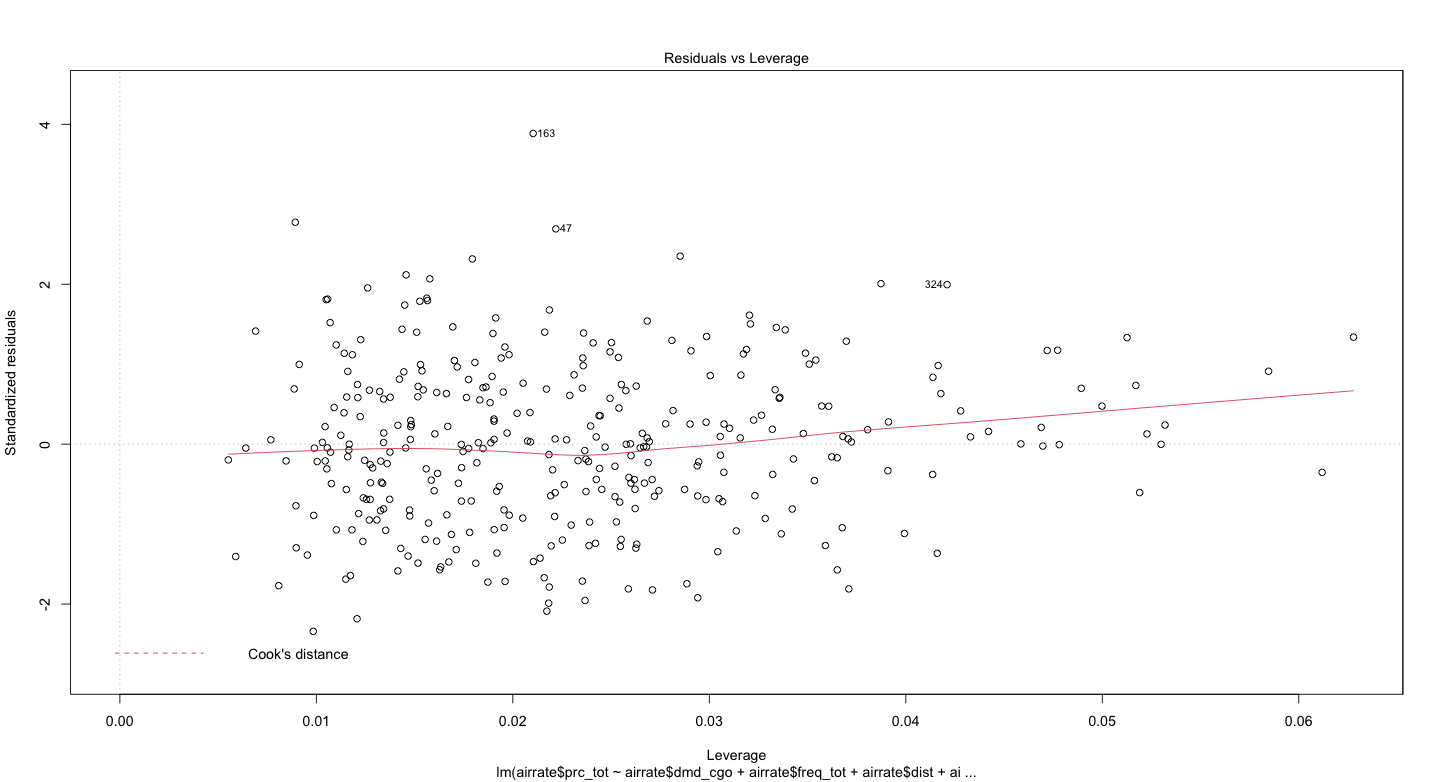 Residuals vs Leverage
Standardized residuals
4
2
0
-2
163
47
324
Cook's distance
0.00 0.01 0.02 0.03 0.04 0.05 0.06
Leverage
lm(airrate$prc_tot ~ airrate$dmd_cgo + airrate$freq_tot + airrate$dist + ai ...